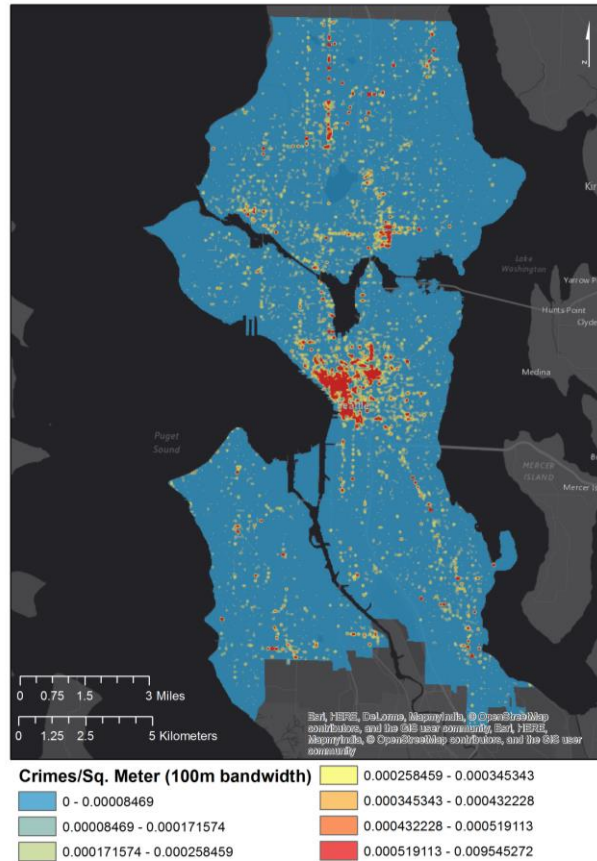 N
Kin
Lake
Washington
Yarrow P
Hunts Point
Clyde
Medina
Puget
Sound
MERCER
ISLAND
Mercer Is
0 0.75 1.5 3 Miles
0 1.25 2.5 5 Kilometers
Esri, HERE, DeLorme, MapmyIndia, © OpenStreetMap
contributors, and the GIS user community, Esri, HERE,
MapmyIndia, © OpenStreetMap contributors, and the GIS user
community
Crimes/Sq. Meter (100m bandwidth)
0 - 0.00008469
0.00008469 - 0.000171574
0.000171574 - 0.000258459
0.000258459 - 0.000345343
0.000345343 - 0.000432228
0.000432228 - 0.000519113
0.000519113 - 0.009545272